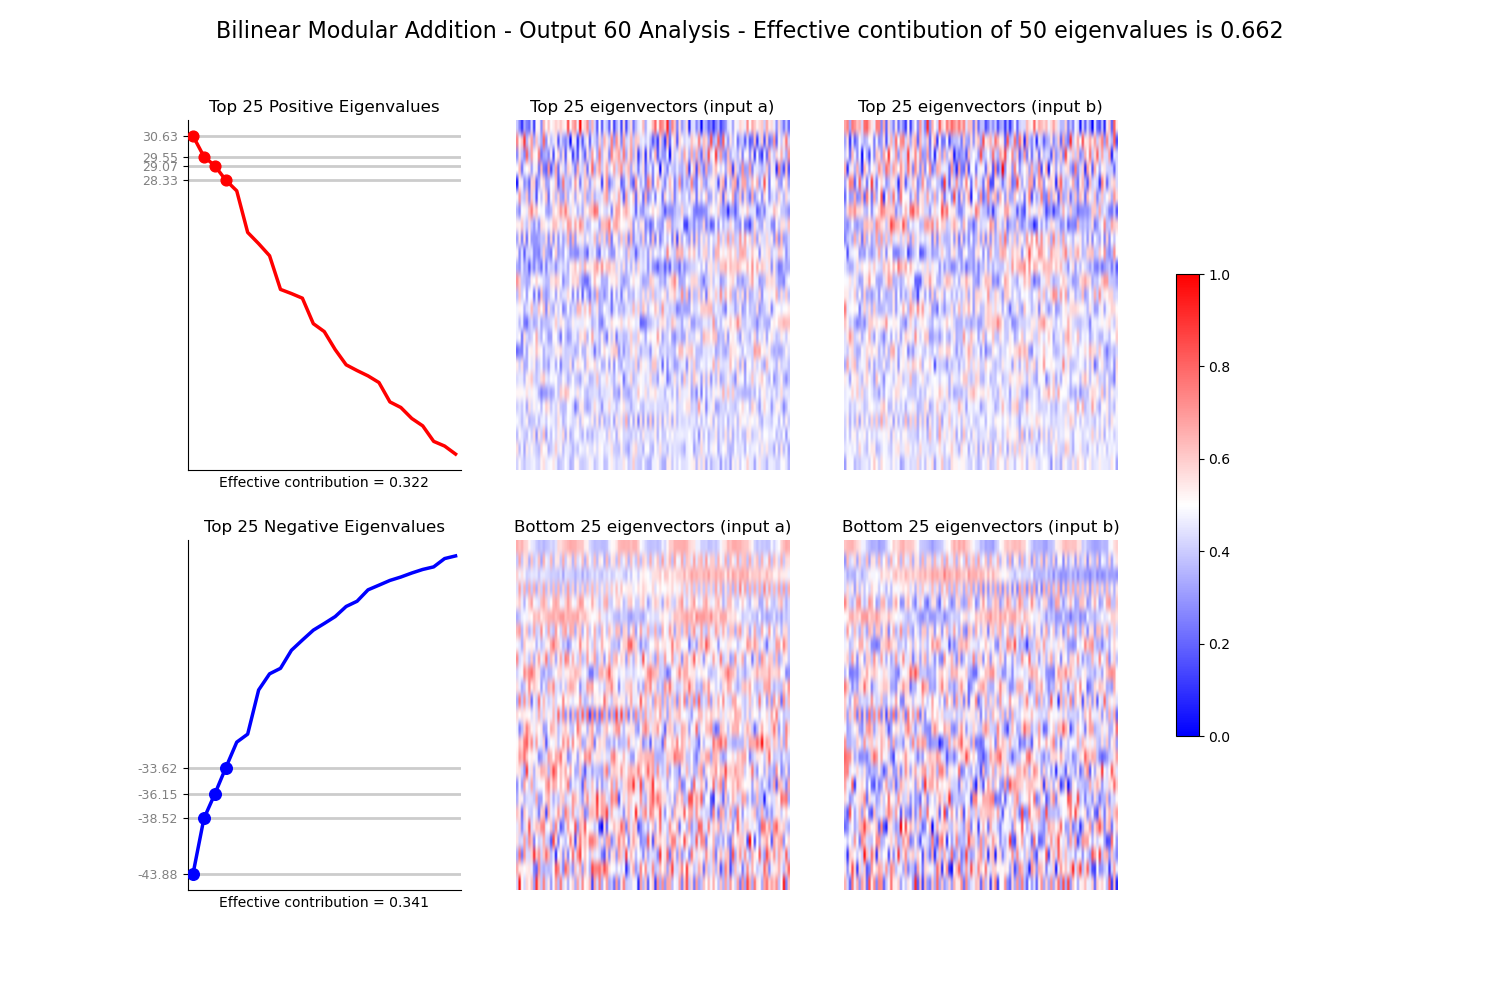 Bilinear Modular Addition - Output 60 Analysis - Effective contibution of 50 eigenvalues is 0.662
Top 25 Positive Eigenvalues
Top 25 eigenvectors (input a)
Top 25 eigenvectors (input b)
30.63
29.55
29.07
28.33
Effective contribution = 0.322
1.0
0.8
0.6
0.4
0.2
0.0
Top 25 Negative Eigenvalues
Bottom 25 eigenvectors (input a)
Bottom 25 eigenvectors (input b)
-33.62
-36.15
-38.52
-43.88
Effective contribution = 0.341